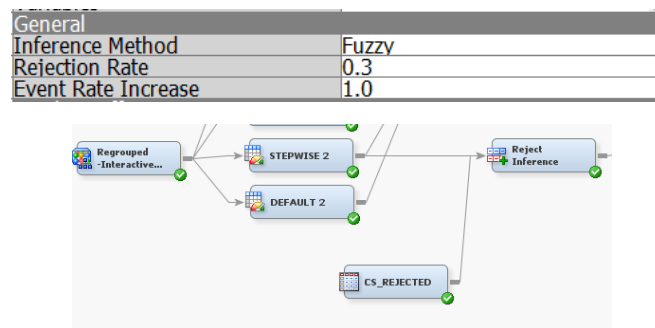 General
Inference Method Fuzzy
Rejection Rate 0.3
Event Rate Increase 1.0
Regrouped
-Interactive...
STEPWISE 2
Reject
Inference
DEFAULT 2
CS_REJECTED